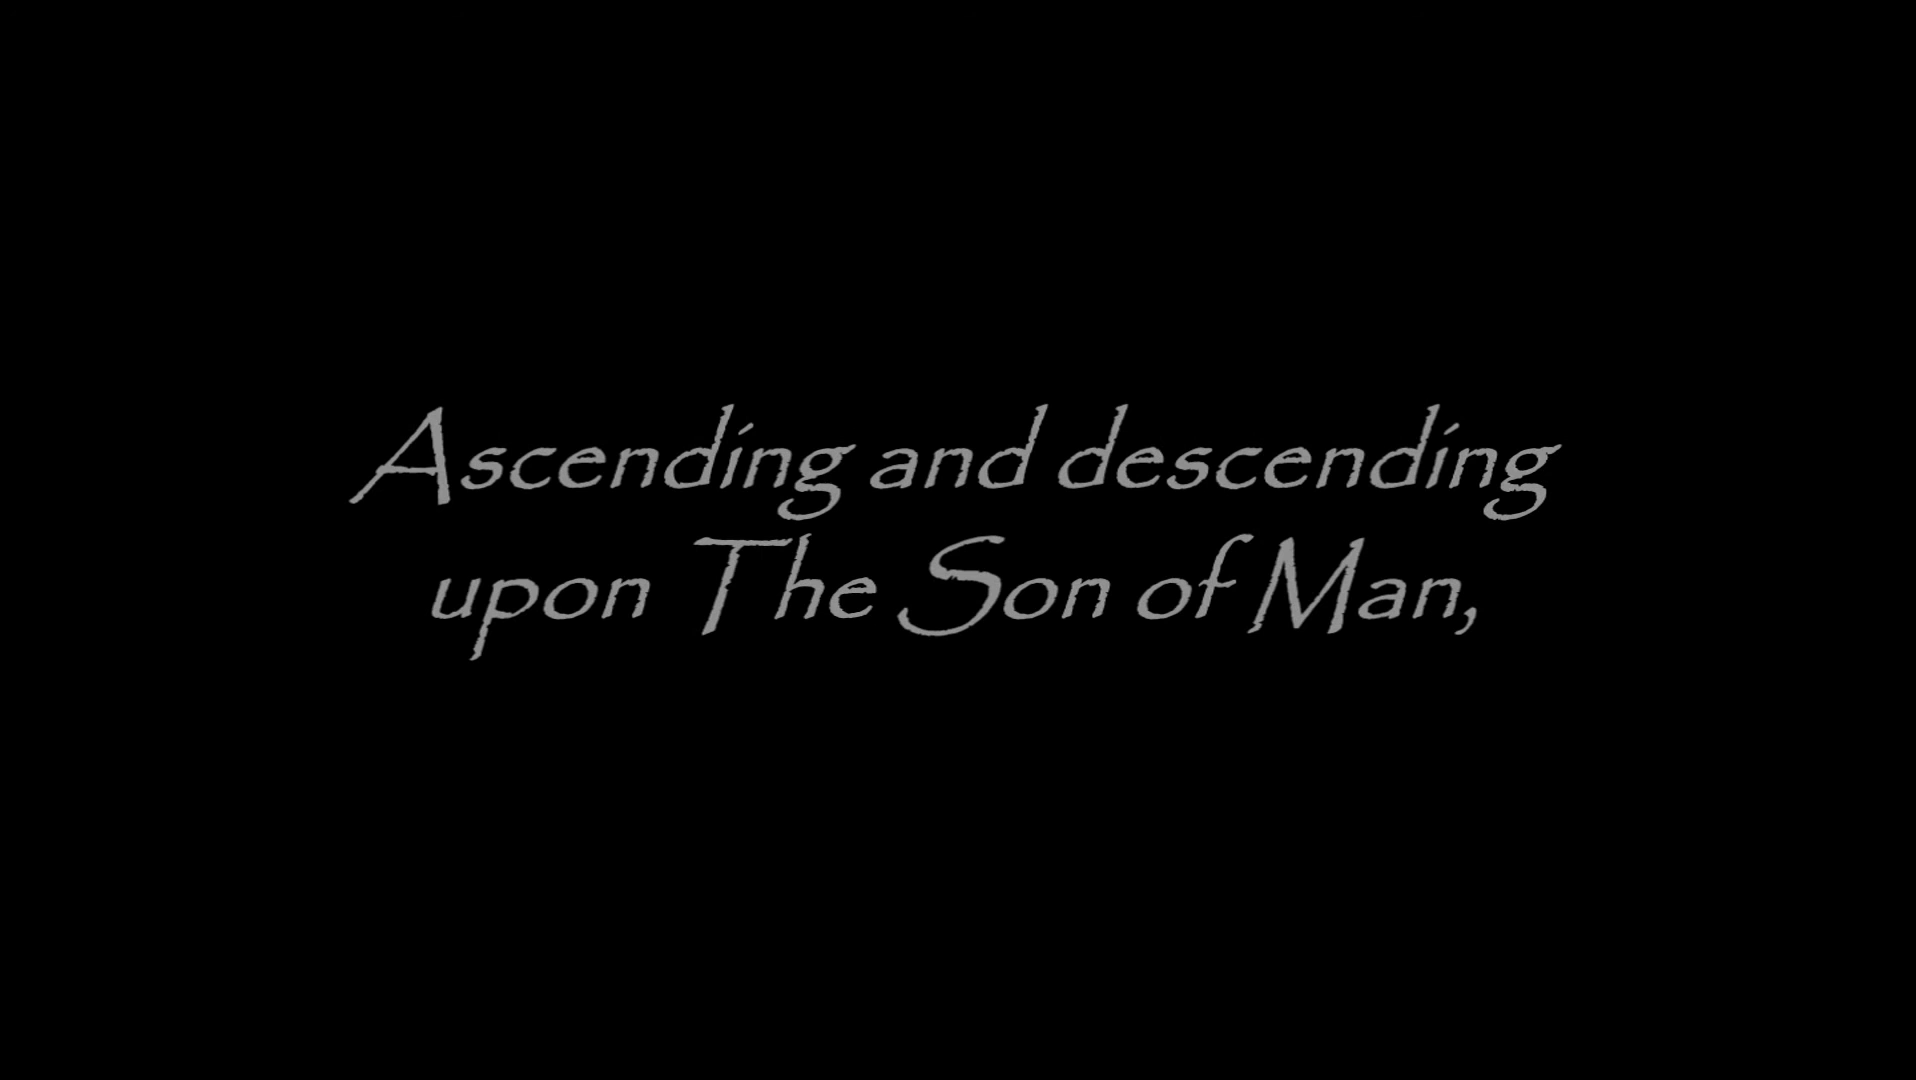 Ascending and descending
upon The Son of Man,